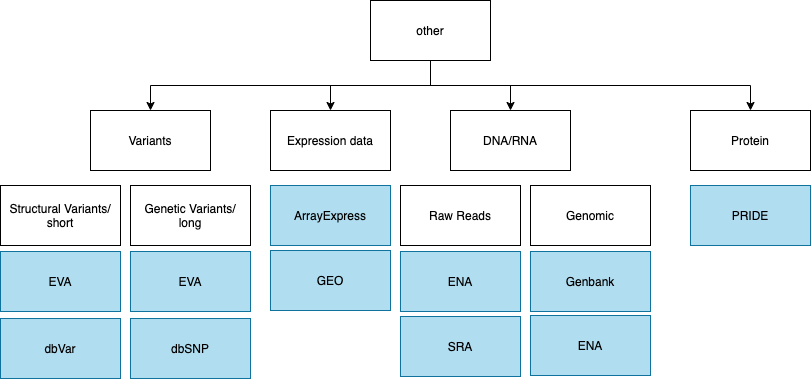 other
Variants
Expression data
DNA/RNA
Protein
Structural Variants/
short
Genetic Variants/
long
ArrayExpress
Raw Reads
Genomic
PRIDE
EVA
EVA
GEO
ENA
Genbank
dbVar
dbSNP
SRA
ENA